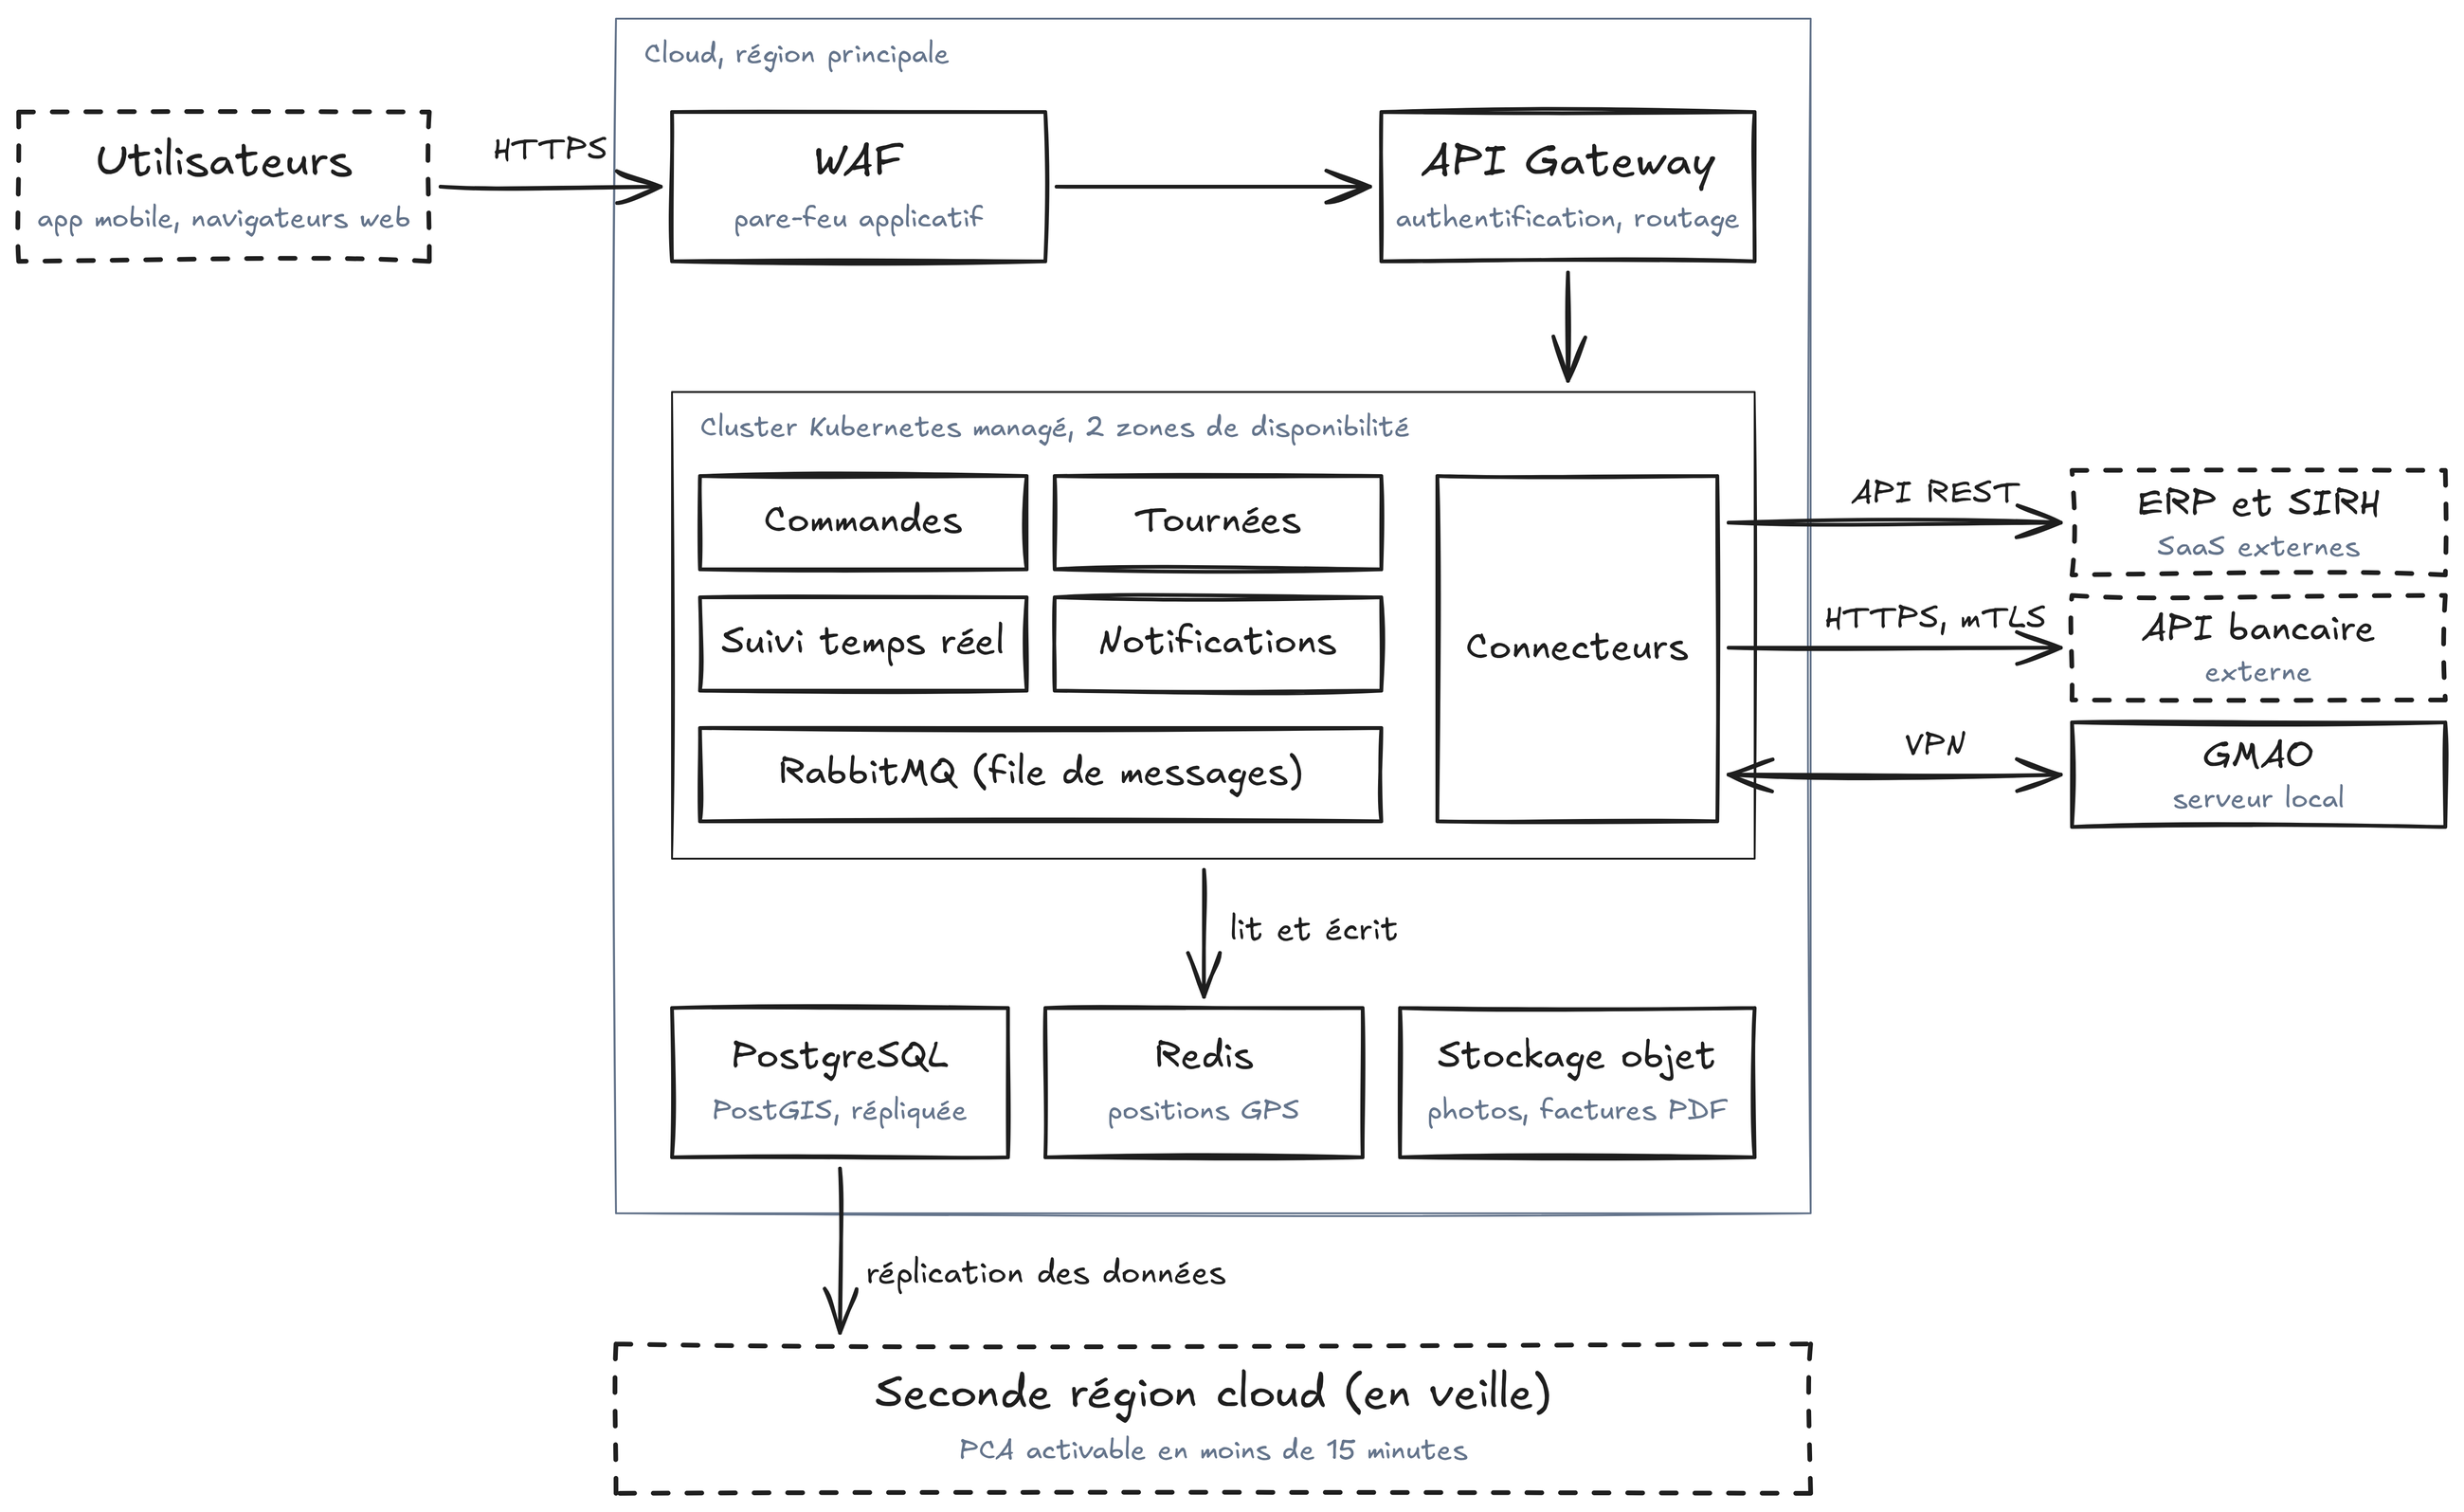 Cloud, région principale
Utilisateurs
app mobile, navigateurs web
HTTPS
WAF
pare-feu applicatif
API Gateway
authentification, routage
Cluster Kubernetes managé, 2 zones de disponibilité
Commandes
Tournées
Suivi temps réel
Notifications
RabbitMQ (file de messages)
Connecteurs
API REST
ERP et SIRH
SaaS externes
HTTPS, mTLS
API bancaire
externe
VPN
GMAO
serveur local
lit et écrit
PostgreSQL
PostGIS, répliquée
Redis
positions GPS
Stockage objet
photos, factures PDF
réplication des données
Seconde région cloud (en veille)
PCA activable en moins de 15 minutes